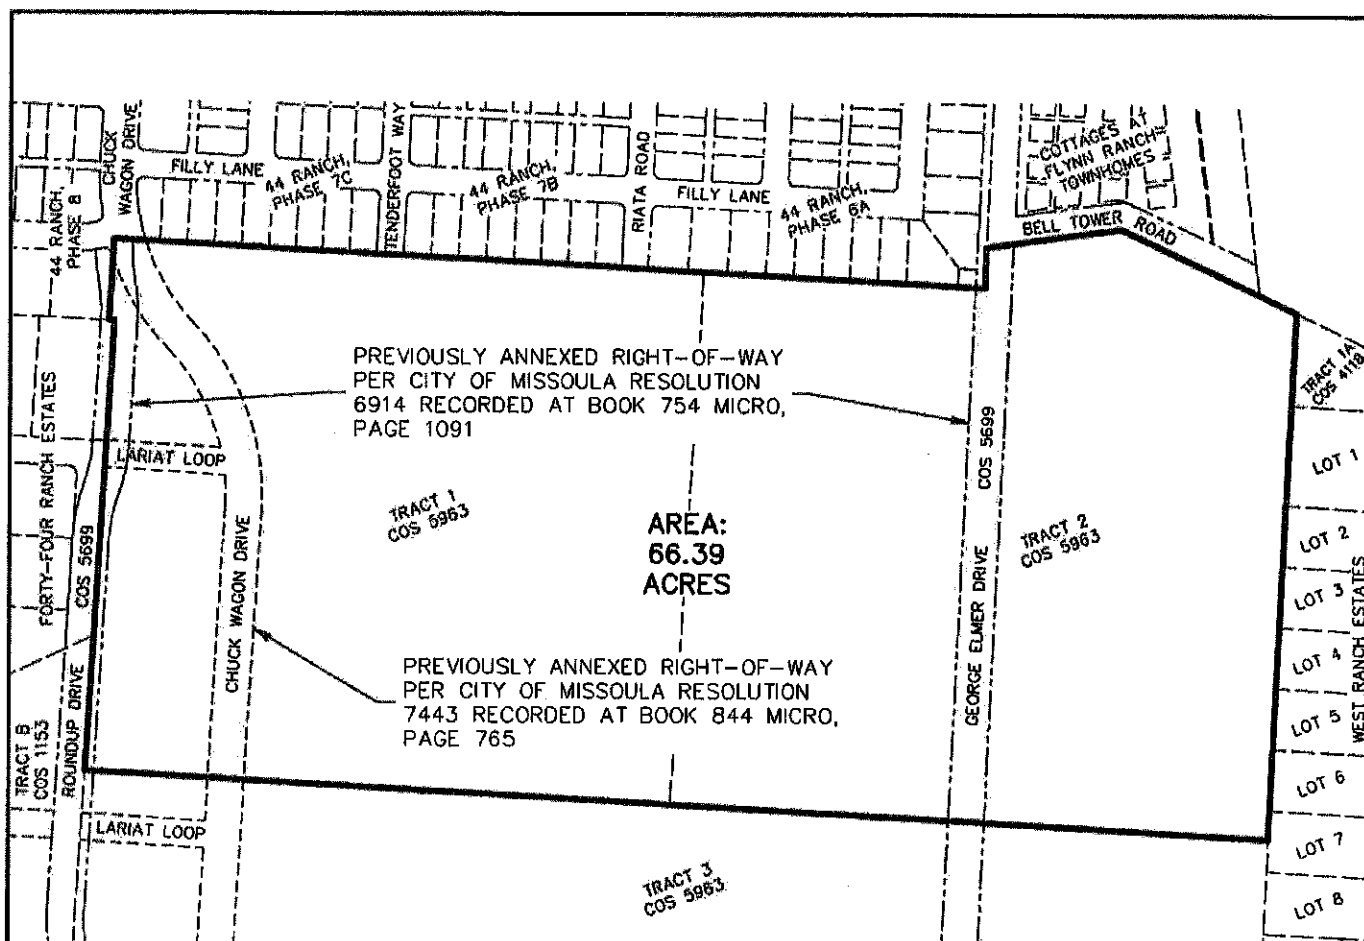 CHUCK
WAGON DRIVE
FILLY LANE
44 RANCH,
PHASE 7C
TENDERFOOT WAY
44 RANCH,
PHASE 7B
RIATA ROAD
FILLY LANE
44 RANCH,
PHASE 6A
COTTAGES AT
FLYNN RANCH
TOWNHOMES
BELL TOWER ROAD
44 RANCH,
PHASE 8
PREVIOUSLY ANNEXED RIGHT-OF-WAY
PER CITY OF MISSOULA RESOLUTION
6914 RECORDED AT BOOK 754 MICRO,
PAGE 1091
TRACT 1A
COS 4118
FORTY-FOUR RANCH ESTATES
COS 5699
LARIAT LOOP
COS 5699
LOT 1
TRACT 1
COS 5963
AREA:
66.39
ACRES
TRACT 2
COS 5963
LOT 2
LOT 3
LOT 4
LOT 5
LOT 6
LOT 7
LOT 8
WEST RANCH ESTATES
CHUCK WAGON DRIVE
GEORGE ELMER DRIVE
PREVIOUSLY ANNEXED RIGHT-OF-WAY
PER CITY OF MISSOULA RESOLUTION
7443 RECORDED AT BOOK 844 MICRO,
PAGE 765
TRACT B
COS 1153
ROUNDUP DRIVE
LARIAT LOOP
TRACT 3
COS 5963